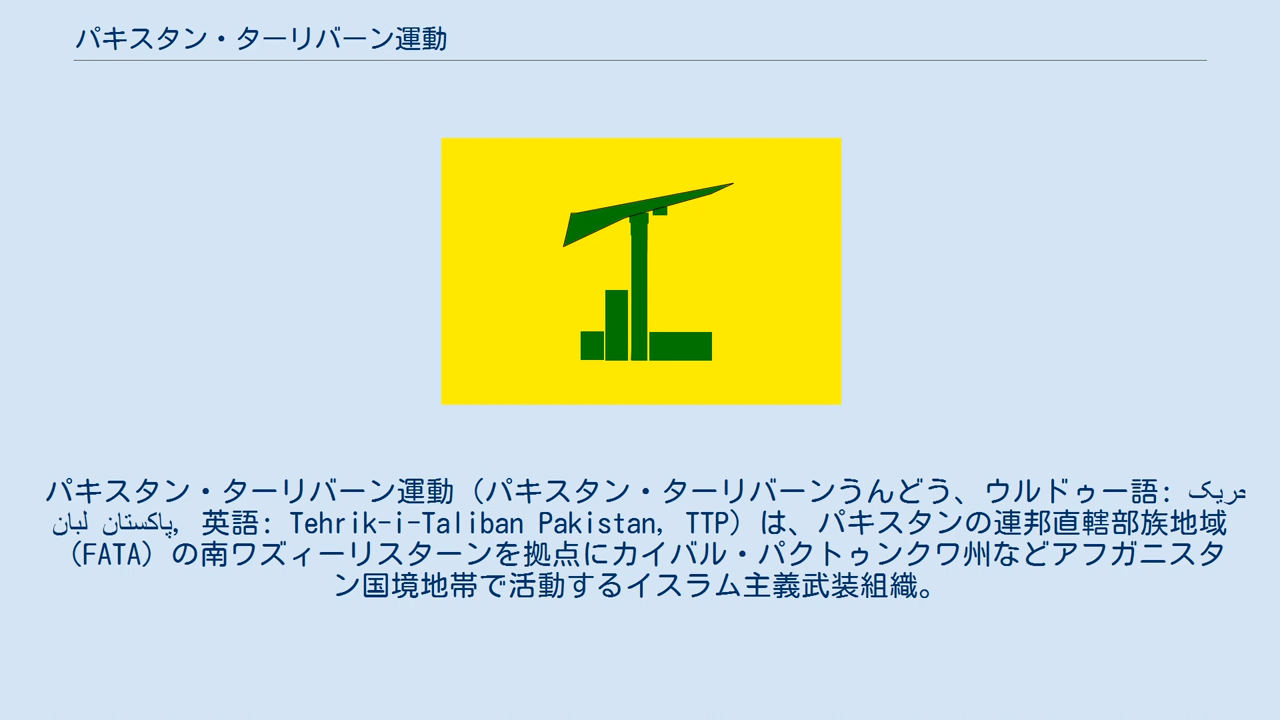 パキスタン・ターリバーン運動
パキスタン・ターリバーン運動（パキスタン・ターリバーンうんどう、ウルドゥー語:
پاکستان لبان, 英語: Tehrik-i-Taliban Pakistan, TTP）は、パキスタンの連邦直轄部族地域
（FATA）の南ワズィーリスターンを拠点にカイバル・パクトゥンクワ州などアフガニスタ
ン国境地帯で活動するイスラム主義武装組織。